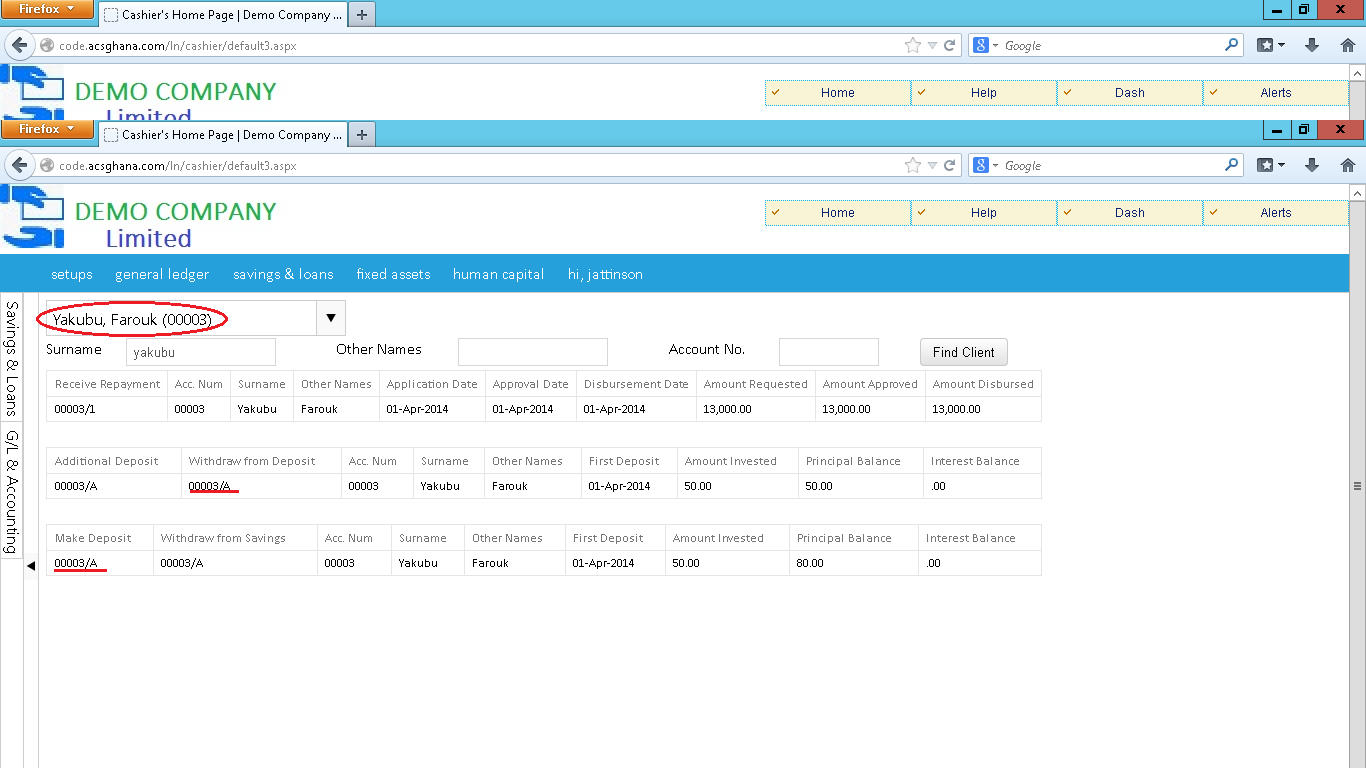 Firefox
Cashier's Home Page | Demo Company ...
code.acsghana.com/ln/cashier/default3.aspx
Google
DEMO COMPANY
Limited
Home Help Dash Alerts
Firefox
Cashier's Home Page | Demo Company ...
code.acsghana.com/ln/cashier/default3.aspx
Google
DEMO COMPANY
Limited
Home Help Dash Alerts
setups general ledger savings & loans fixed assets human capital hi, jattinson
Savings & Loans
G/L & Accounting
Yakubu, Farouk (00003)
Surname yakubu Other Names Account No. Find Client
Receive Repayment Acc. Num Surname Other Names Application Date Approval Date Disbursement Date Amount Requested Amount Approved Amount Disbursed
00003/1 00003 Yakubu Farouk 01-Apr-2014 01-Apr-2014 01-Apr-2014 13,000.00 13,000.00 13,000.00
Additional Deposit Withdraw from Deposit Acc. Num Surname Other Names First Deposit Amount Invested Principal Balance Interest Balance
00003/A 00003/A 00003 Yakubu Farouk 01-Apr-2014 50.00 50.00 .00
Make Deposit Withdraw from Savings Acc. Num Surname Other Names First Deposit Amount Invested Principal Balance Interest Balance
00003/A 00003/A 00003 Yakubu Farouk 01-Apr-2014 50.00 80.00 .00